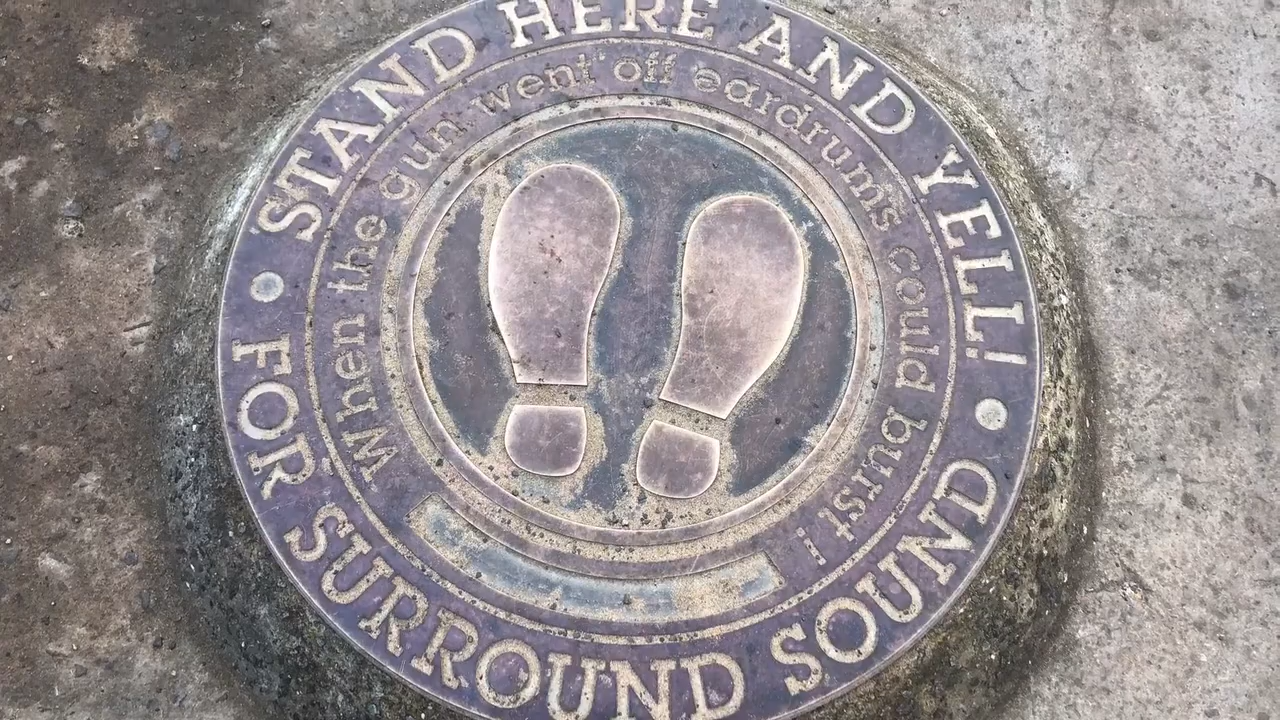 STAND HERE AND YELL!
FOR SURROUND SOUND
When the gun went off eardrums could burst!